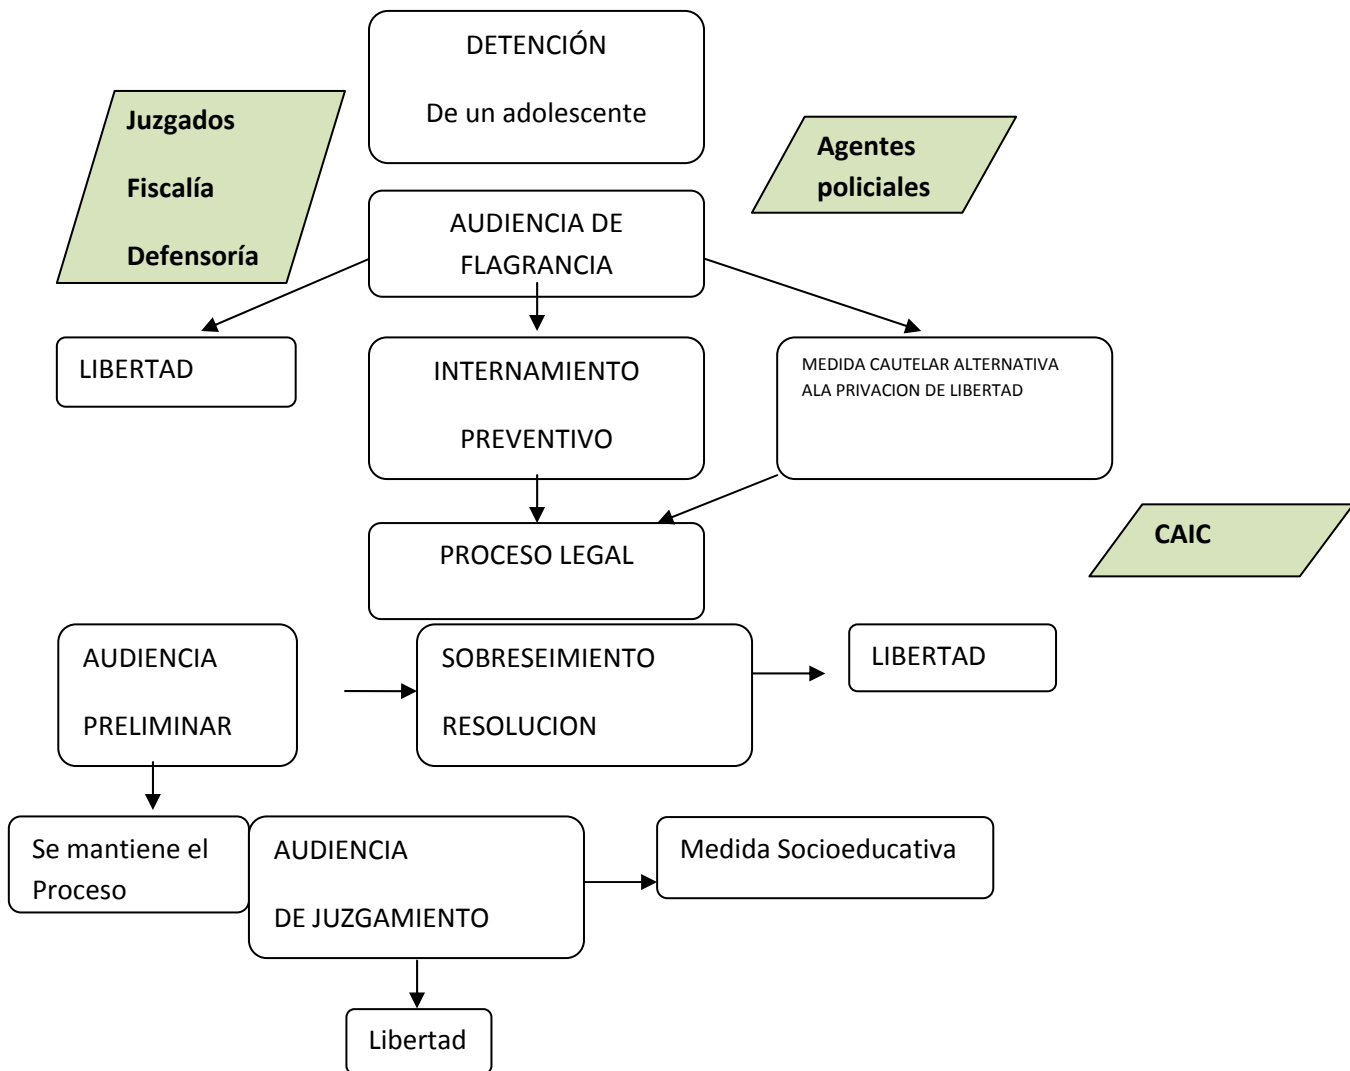 DETENCIÓN
De un adolescente
Juzgados
Fiscalía
Defensoría
Agentes
policiales
AUDIENCIA DE
FLAGRANCIA
LIBERTAD
INTERNAMIENTO
PREVENTIVO
MEDIDA CAUTELAR ALTERNATIVA
ALA PRIVACION DE LIBERTAD
CAIC
PROCESO LEGAL
AUDIENCIA
PRELIMINAR
SOBRESEIMIENTO
RESOLUCION
LIBERTAD
Se mantiene el
Proceso
AUDIENCIA
DE JUZGAMIENTO
Medida Socioeducativa
Libertad